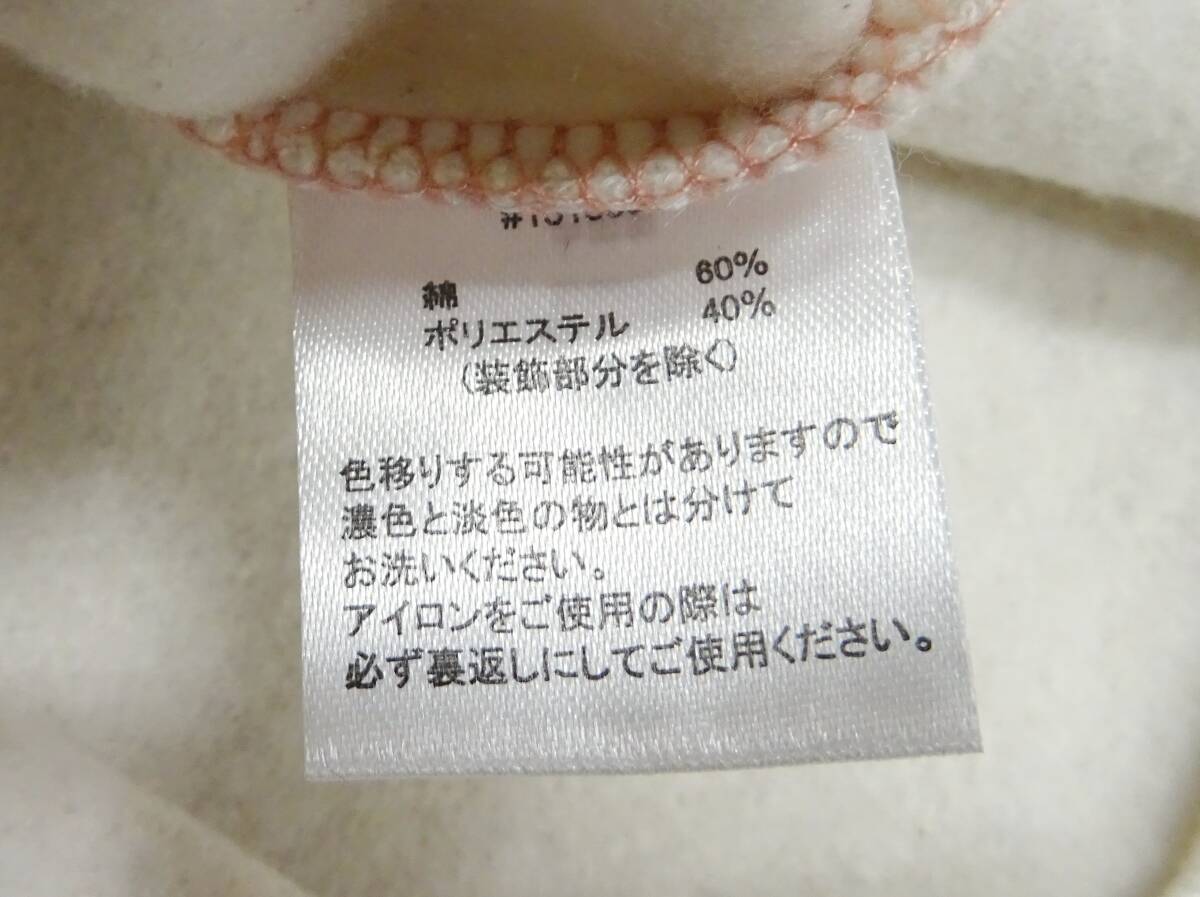 綿 60%
ポリエステル 40%
(装飾部分を除く)
色移りする可能性がありますので
濃色と淡色の物とは分けて
お洗いください。
アイロンをご使用の際は
必ず裏返しにしてご使用ください。